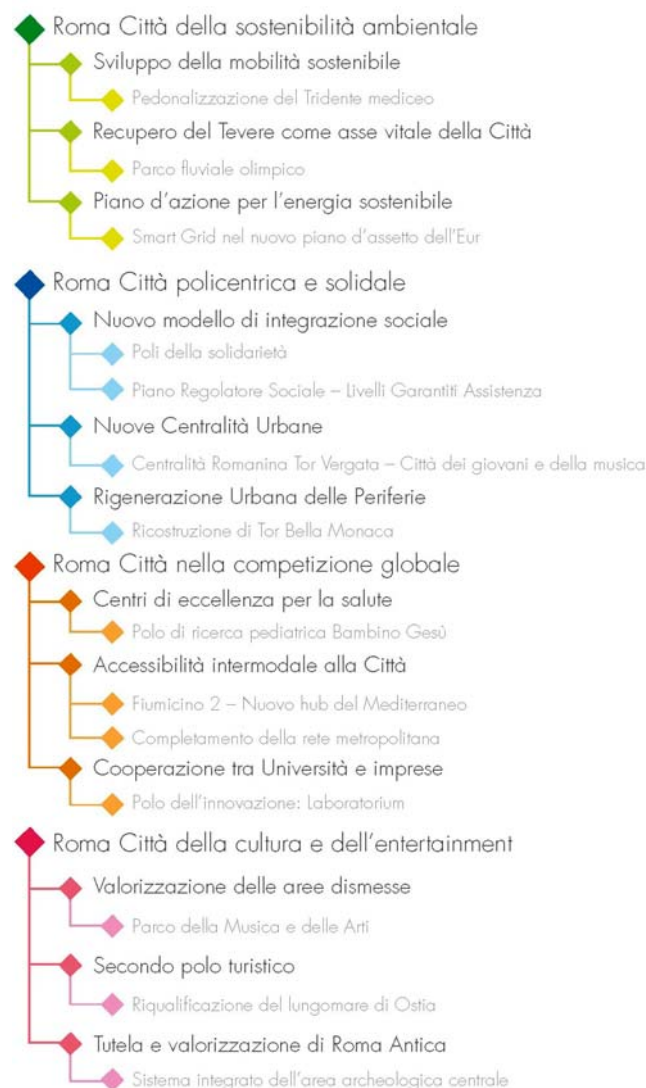 Roma Città della sostenibilità ambientale
Sviluppo della mobilità sostenibile
Pedonalizzazione del Tridente mediceo
Recupero del Tevere come asse vitale della Città
Parco fluviale olimpico
Piano d'azione per l'energia sostenibile
Smart Grid nel nuovo piano d'assetto dell'Eur
Roma Città policentrica e solidale
Nuovo modello di integrazione sociale
Poli della solidarietà
Piano Regolatore Sociale – Livelli Garantiti Assistenza
Nuove Centralità Urbane
Centralità Romanina Tor Vergata – Città dei giovani e della musica
Rigenerazione Urbana delle Periferie
Ricostruzione di Tor Bella Monaca
Roma Città nella competizione globale
Centri di eccellenza per la salute
Polo di ricerca pediatrica Bambino Gesù
Accessibilità intermodale alla Città
Fiumicino 2 – Nuovo hub del Mediterraneo
Completamento della rete metropolitana
Cooperazione tra Università e imprese
Polo dell'innovazione: Laboratorium
Roma Città della cultura e dell'entertainment
Valorizzazione delle aree dismesse
Parco della Musica e delle Arti
Secondo polo turistico
Riqualificazione del lungomare di Ostia
Tutela e valorizzazione di Roma Antica
Sistema integrato dell'area archeologica centrale